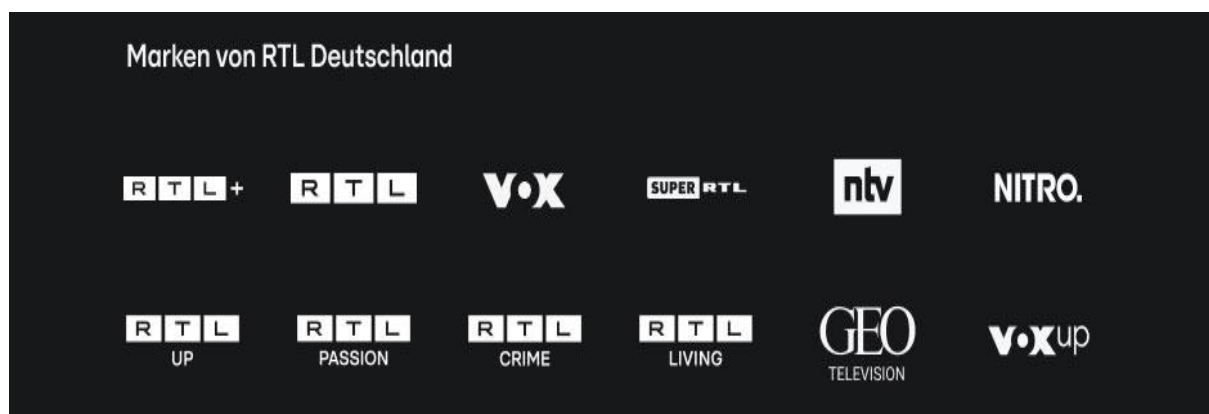 Marken von RTL Deutschland
RTL+
RTL
VOX
SUPER RTL
ntv
NITRO.
RTL
UP
RTL
PASSION
RTL
CRIME
RTL
LIVING
GEO
TELEVISION
VOXup